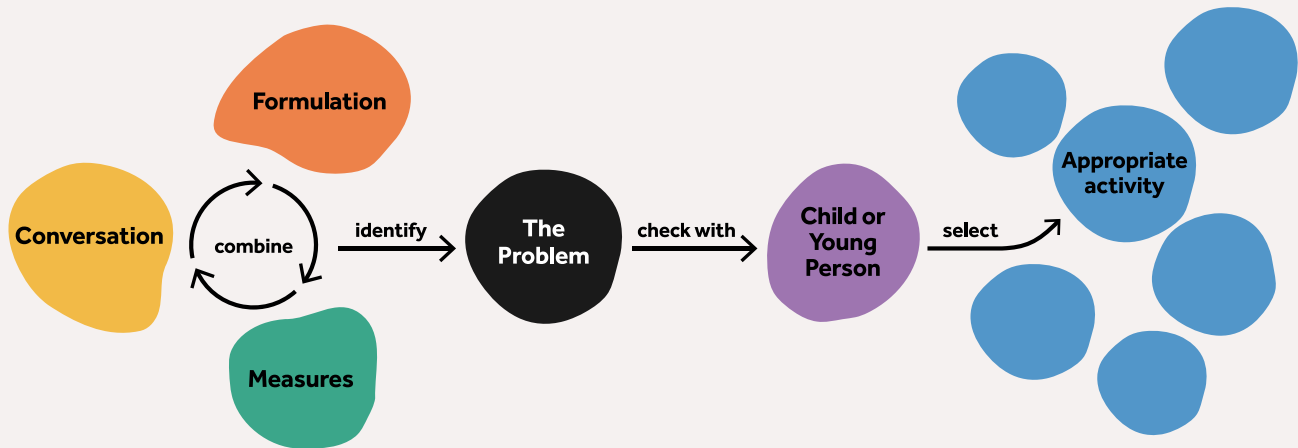 Formulation
Conversation
combine
Measures
identify
The
Problem
check with
Child or
Young
Person
select
Appropriate
activity